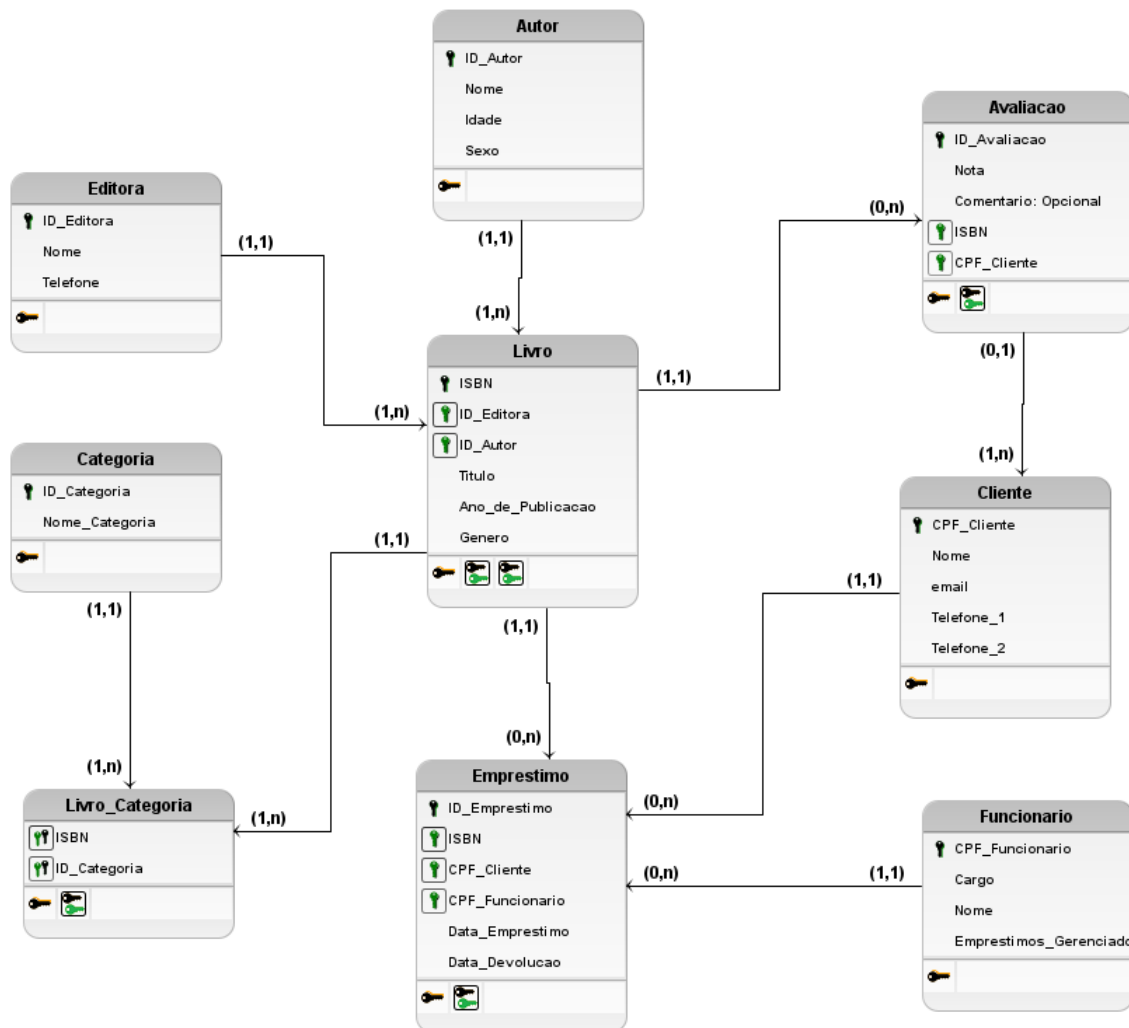 Autor
ID_Autor
Nome
Idade
Sexo
Avaliacao
ID_Avaliacao
Nota
Comentario: Opcional
ISBN
CPF_Cliente
Editora
ID_Editora
Nome
Telefone
(1,1)
(1,n)
(1,1)
(1,n)
(1,1)
(0,n)
(0,1)
(1,n)
Livro
ISBN
ID_Editora
ID_Autor
Titulo
Ano_de_Publicacao
Genero
Categoria
ID_Categoria
Nome_Categoria
Cliente
CPF_Cliente
Nome
email
Telefone_1
Telefone_2
(1,1)
(1,n)
(1,1)
(1,n)
(1,1)
(0,n)
(1,1)
(0,n)
Livro_Categoria
ISBN
ID_Categoria
Emprestimo
ID_Emprestimo
ISBN
CPF_Cliente
CPF_Funcionario
Data_Emprestimo
Data_Devolucao
(0,n)
(1,1)
Funcionario
CPF_Funcionario
Cargo
Nome
Emprestimos_Gerenciado